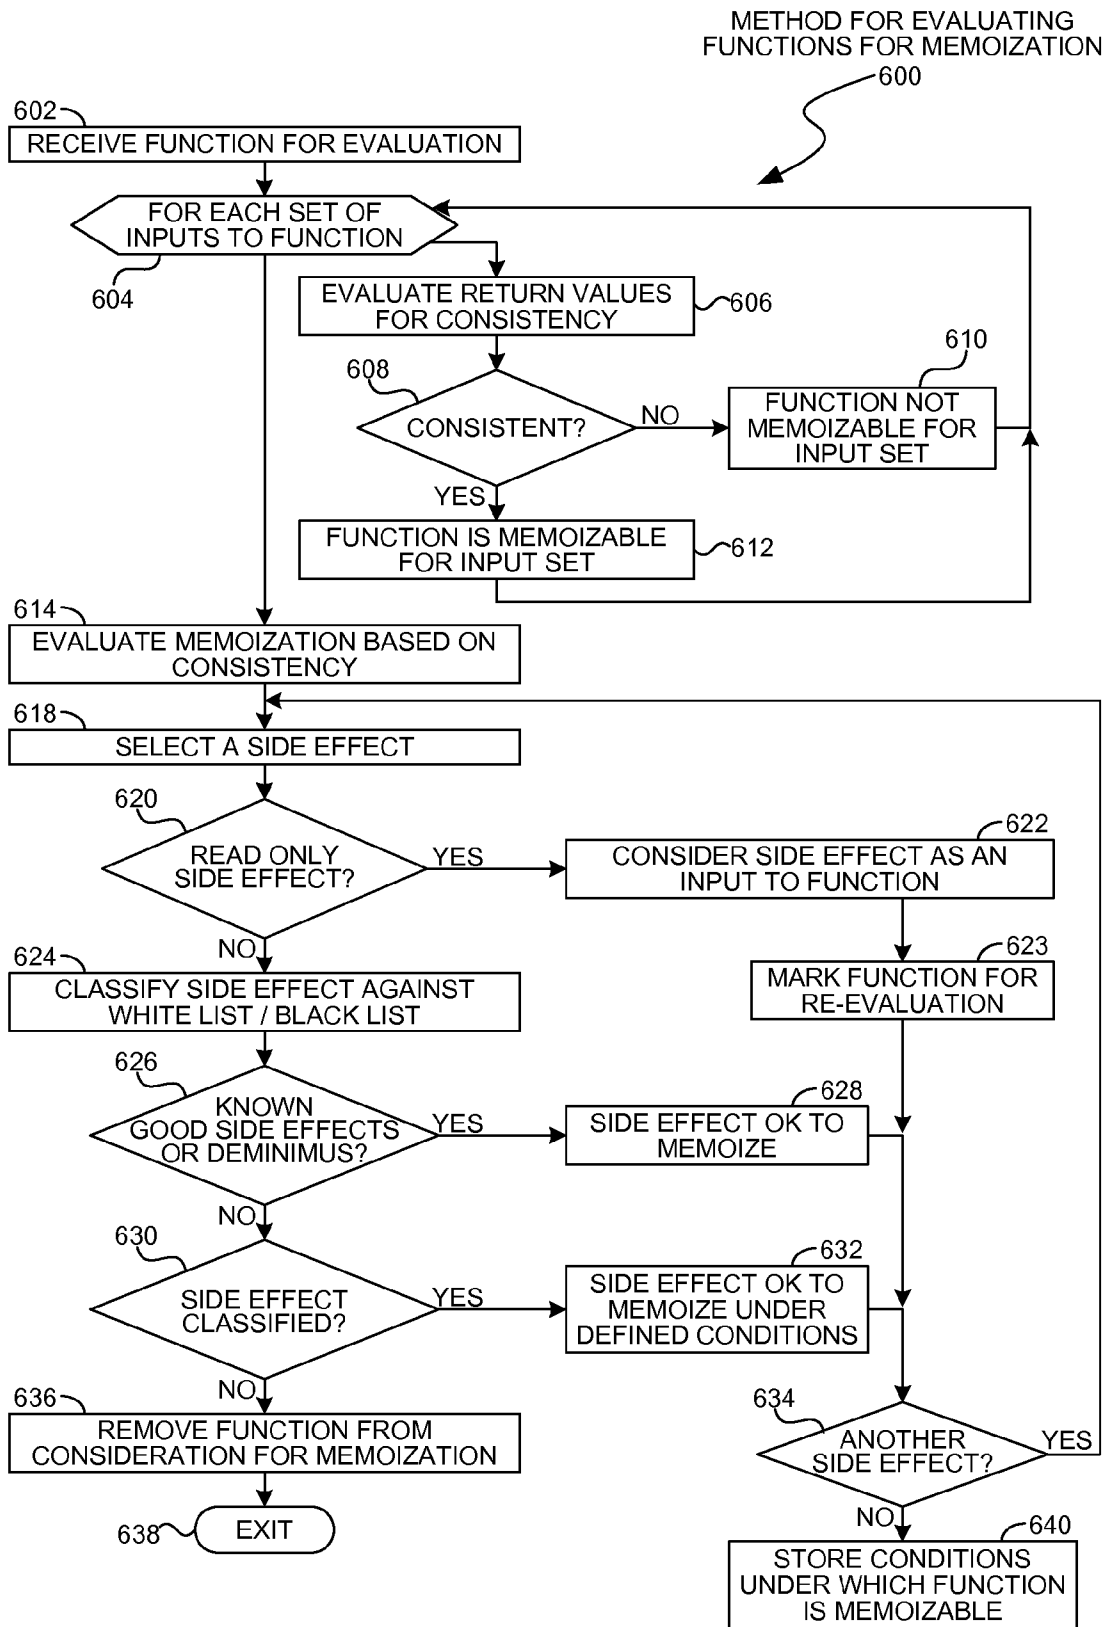 METHOD FOR EVALUATING
FUNCTIONS FOR MEMOIZATION
600
602
RECEIVE FUNCTION FOR EVALUATION
FOR EACH SET OF
INPUTS TO FUNCTION
604
EVALUATE RETURN VALUES
FOR CONSISTENCY
606
608
CONSISTENT?
NO
610
FUNCTION NOT
MEMOIZABLE FOR
INPUT SET
YES
FUNCTION IS MEMOIZABLE
FOR INPUT SET
612
614
EVALUATE MEMOIZATION BASED ON
CONSISTENCY
618
SELECT A SIDE EFFECT
620
READ ONLY
SIDE EFFECT?
YES
622
CONSIDER SIDE EFFECT AS AN
INPUT TO FUNCTION
NO
623
MARK FUNCTION FOR
RE-EVALUATION
624
CLASSIFY SIDE EFFECT AGAINST
WHITE LIST / BLACK LIST
626
KNOWN
GOOD SIDE EFFECTS
OR DEMINIMUS?
YES
628
SIDE EFFECT OK TO
MEMOIZE
NO
630
SIDE EFFECT
CLASSIFIED?
YES
632
SIDE EFFECT OK TO
MEMOIZE UNDER
DEFINED CONDITIONS
NO
634
ANOTHER
SIDE EFFECT?
YES
636
REMOVE FUNCTION FROM
CONSIDERATION FOR MEMOIZATION
638
EXIT
NO
640
STORE CONDITIONS
UNDER WHICH FUNCTION
IS MEMOIZABLE